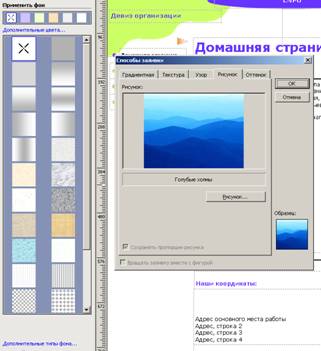 Применить фон
Дополнительные цвета...
Дополнительные типы фона...
Девиз организации
Домашняя страни
Способы заливки
Градиентная
Текстура
Узор
Рисунок
Оттенок
Рисунок:
Голубые холмы
Рисунок...
Сохранять пропорции рисунка
Вращать заливку вместе с фигурой
ОК
Отмена
Образец:
Наши координаты:
Адрес основного места работы
Адрес, строка 2
Адрес, строка 3
Адрес, строка 4